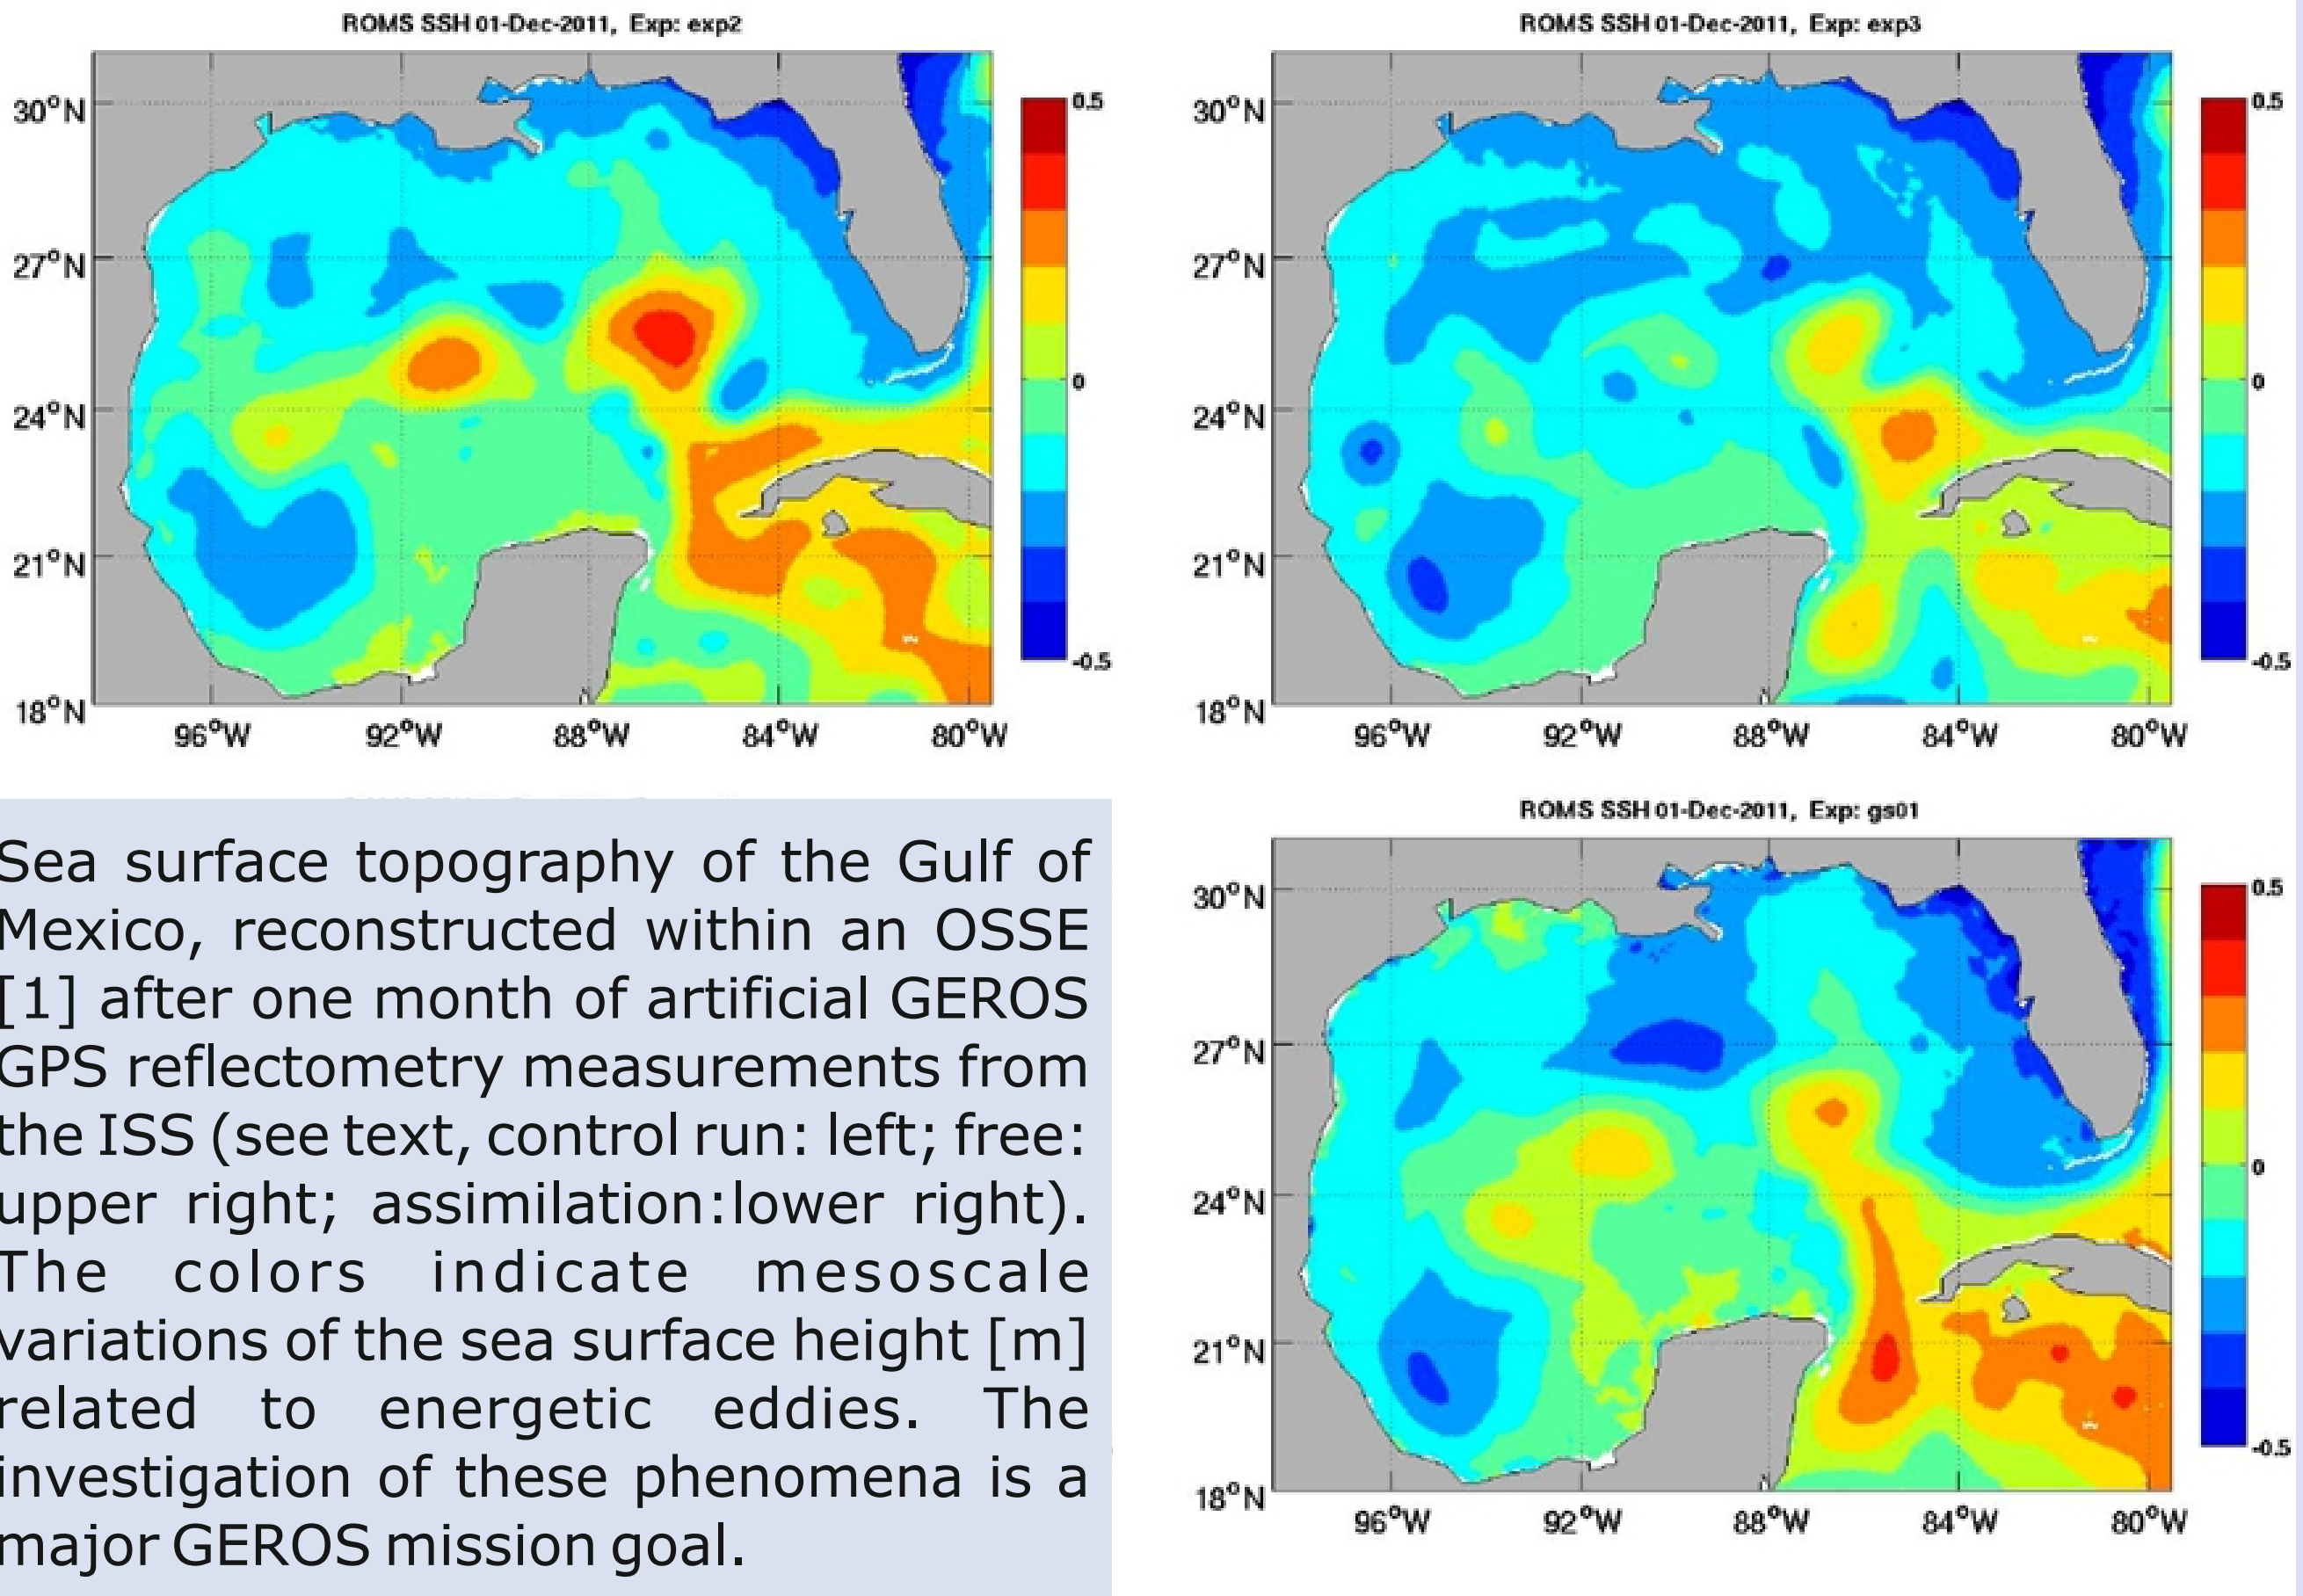 ROMS SSH 01-Dec-2011, Exp: exp2
30°N
27°N
24°N
21°N
18°N
96°W 92°W 88°W 84°W 80°W
0.5
0
-0.5
ROMS SSH 01-Dec-2011, Exp: exp3
30°N
27°N
24°N
21°N
18°N
96°W 92°W 88°W 84°W 80°W
0.5
0
-0.5
Sea surface topography of the Gulf of
Mexico, reconstructed within an OSSE
[1] after one month of artificial GEROS
GPS reflectometry measurements from
the ISS (see text, control run: left; free:
upper right; assimilation:lower right).
The colors indicate mesoscale
variations of the sea surface height [m]
related to energetic eddies. The
investigation of these phenomena is a
major GEROS mission goal.
ROMS SSH 01-Dec-2011, Exp: gs01
30°N
27°N
24°N
21°N
18°N
96°W 92°W 88°W 84°W 80°W
0.5
0
-0.5